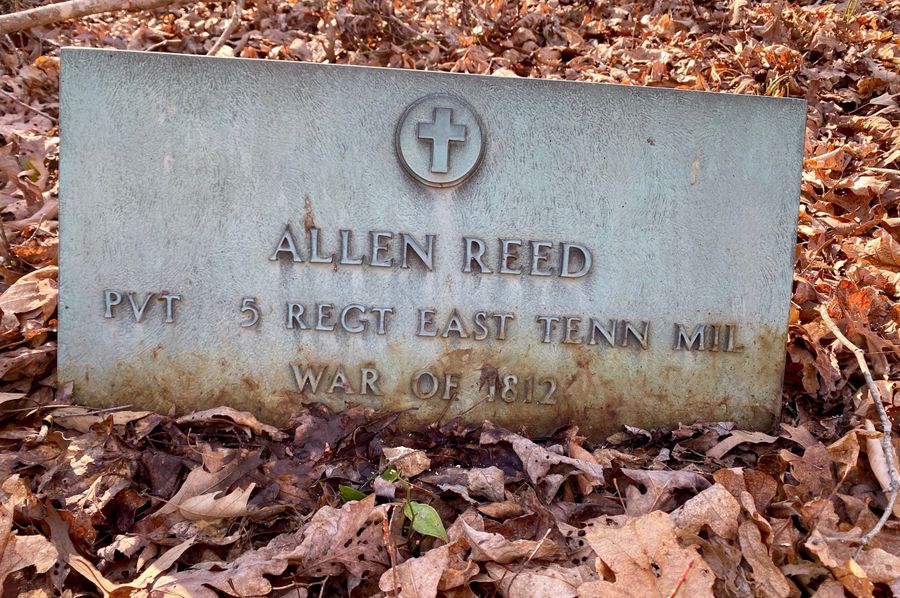 ALLEN REED
PVT 5 REGT EAST TENN MIL
WAR OF 1812